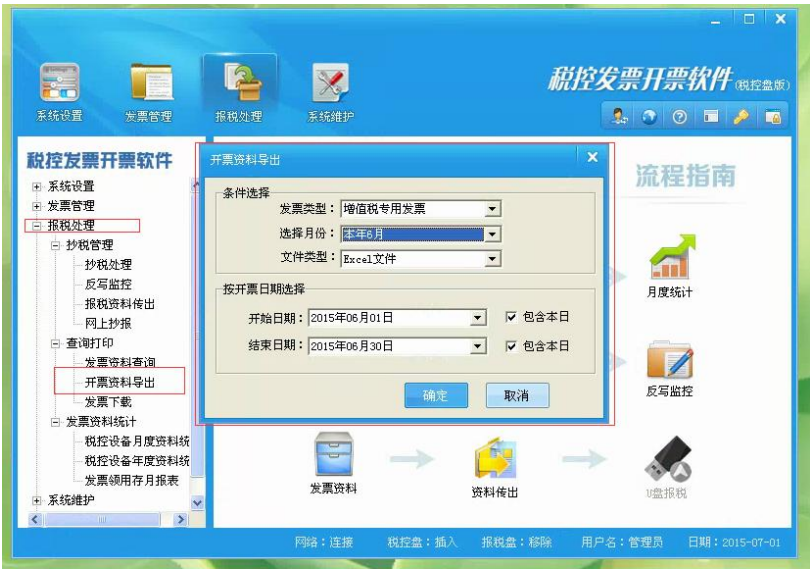 税控发票开票软件(税控盘版)
系统设置
发票管理
报税处理
系统维护
税控发票开票软件
系统设置
发票管理
报税处理
抄税管理
抄税处理
反写监控
报税资料传出
网上抄报
查询打印
发票资料查询
开票资料导出
发票下载
发票资料统计
税控设备月度资料统
税控设备年度资料统
发票领用存月报表
系统维护
开票资料导出
条件选择
发票类型：增值税专用发票
选择月份：本年6月
文件类型：Excel文件
按开票日期选择
开始日期：2015年06月01日 包含本日
结束日期：2015年06月30日 包含本日
确定 取消
流程指南
月度统计
反写监控
发票资料
资料传出
U盘报税
网络：连接 税控盘：插入 报税盘：移除 用户名：管理员 日期：2015-07-01